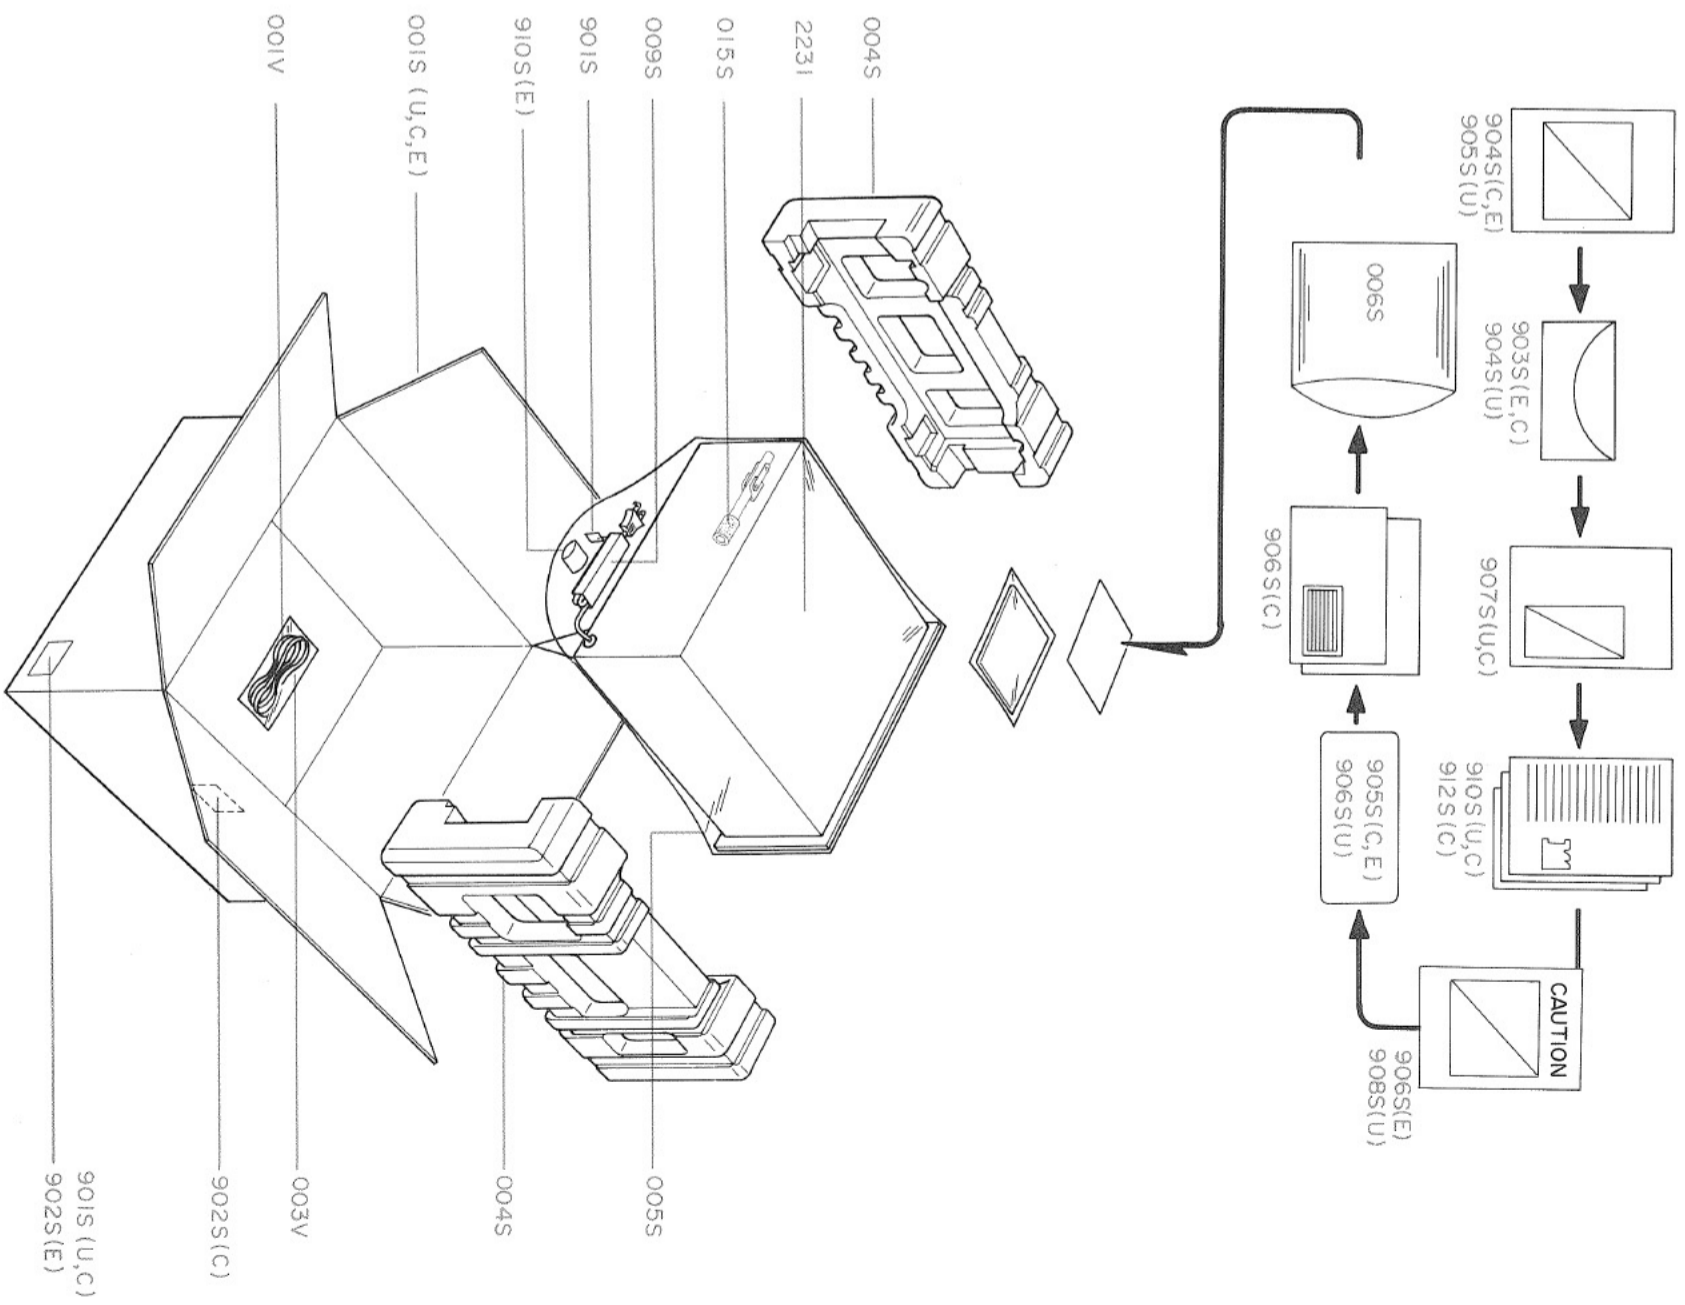 904S(C,E)
905S(U)
903S(E,C)
904S(U)
907S(U,C)
910S(U,C)
912S(C)
CAUTION
906S(E)
908S(U)
905S(C,E)
906S(U)
906S(C)
006S
004S
2231
015S
009S
901S
910S(E)
001S (U,C,E)
001V
005S
004S
003V
902S(C)
901S (U,C)
902S(E)